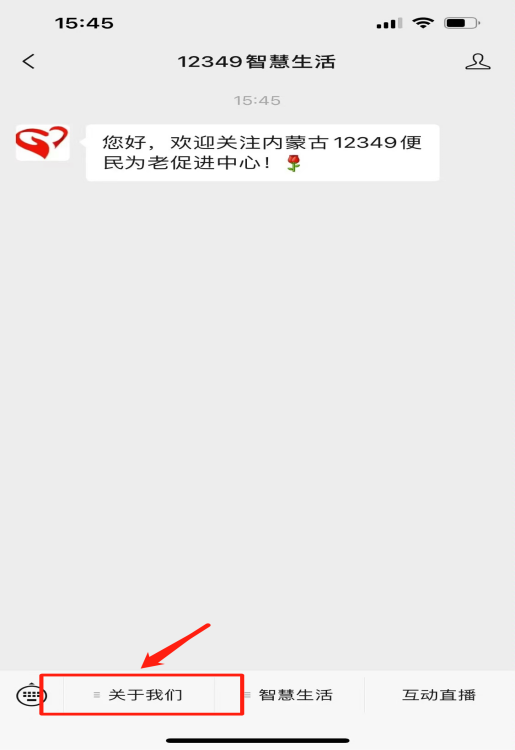 15:45
12349智慧生活
15:45
您好，欢迎关注内蒙古12349便
民为老促进中心！🌹
≡ 关于我们
≡ 智慧生活
互动直播